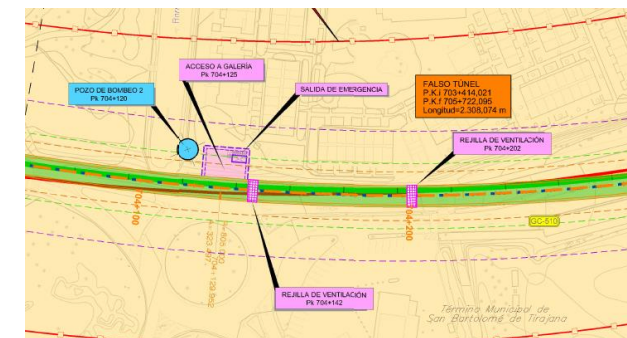 ACCESO A GALERÍA
Pk 704+125
POZO DE BOMBEO 2
Pk 704+120
SALIDA DE EMERGENCIA
FALSO TÚNEL
P.K.i 703+414,021
P.K.f 705+722,095
Longitud=2.308,074 m
REJILLA DE VENTILACIÓN
Pk 704+202
704+100
704+200
GC-510
REJILLA DE VENTILACIÓN
Pk 704+142
Término Municipal de
San Bartolomé de Tirajana